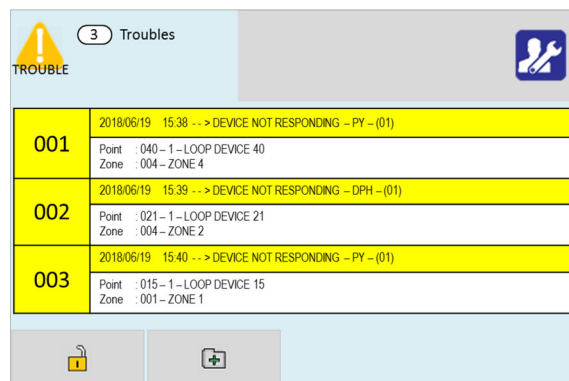 3 Troubles
TROUBLE
001
2018/06/19 15:38 - - > DEVICE NOT RESPONDING – PY – (01)
Point : 040 – 1 – LOOP DEVICE 40
Zone : 004 – ZONE 4
002
2018/06/19 15:39 - - > DEVICE NOT RESPONDING – DPH – (01)
Point : 021 – 1 – LOOP DEVICE 21
Zone : 004 – ZONE 2
003
2018/06/19 15:40 - - > DEVICE NOT RESPONDING – PY – (01)
Point : 015 – 1 – LOOP DEVICE 15
Zone : 001 – ZONE 1